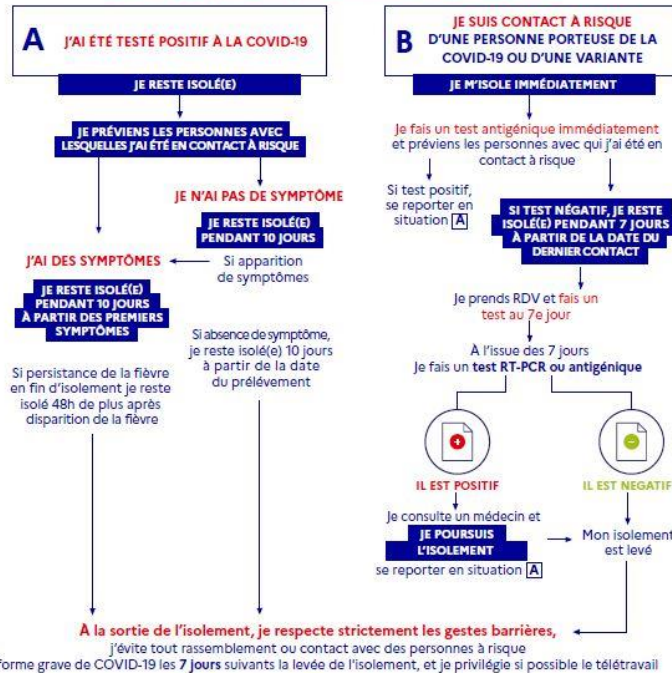 A
J'AI ÉTÉ TESTÉ POSITIF À LA COVID-19
JE RESTE ISOLÉ(E)
JE PRÉVIENS LES PERSONNES AVEC
LESQUELLES J'AI ÉTÉ EN CONTACT À RISQUE
JE N'AI PAS DE SYMPTÔME
JE RESTE ISOLÉ(E)
PENDANT 10 JOURS
J'AI DES SYMPTÔMES
Si apparition
de symptômes
JE RESTE ISOLÉ(E)
PENDANT 10 JOURS
À PARTIR DES PREMIERS
SYMPTÔMES
Si absence de symptôme,
je reste isolé(e) 10 jours
à partir de la date
du prélévement
Si persistance de la fièvre
en fin d'isolement je reste
isolé 48h de plus après
disparition de la fièvre
B
JE SUIS CONTACT À RISQUE
D'UNE PERSONNE PORTEUSE DE LA
COVID-19 OU D'UNE VARIANTE
JE M'ISOLE IMMÉDIATEMENT
Je fais un test antigénique immédiatement
et préviens les personnes avec qui j'ai été en
contact à risque
Si test positif,
se reporter en
situation A
SI TEST NÉGATIF, JE RESTE
ISOLÉ(E) PENDANT 7 JOURS
À PARTIR DE LA DATE DU
DERNIER CONTACT
Je prends RDV et fais un
test au 7e jour
À l'issue des 7 jours
Je fais un test RT-PCR ou antigénique
IL EST POSITIF
IL EST NEGATIF
Je consulte un médecin et
JE POURSUIS
L'ISOLEMENT
se reporter en situation A
Mon isolement
est levé
À la sortie de l'isolement, je respecte strictement les gestes barrières,
j'évite tout rassemblement ou contact avec des personnes à risque
forme grave de COVID-19 les 7 jours suivants la levée de l'isolement, et je privilégie si possible le télétravail